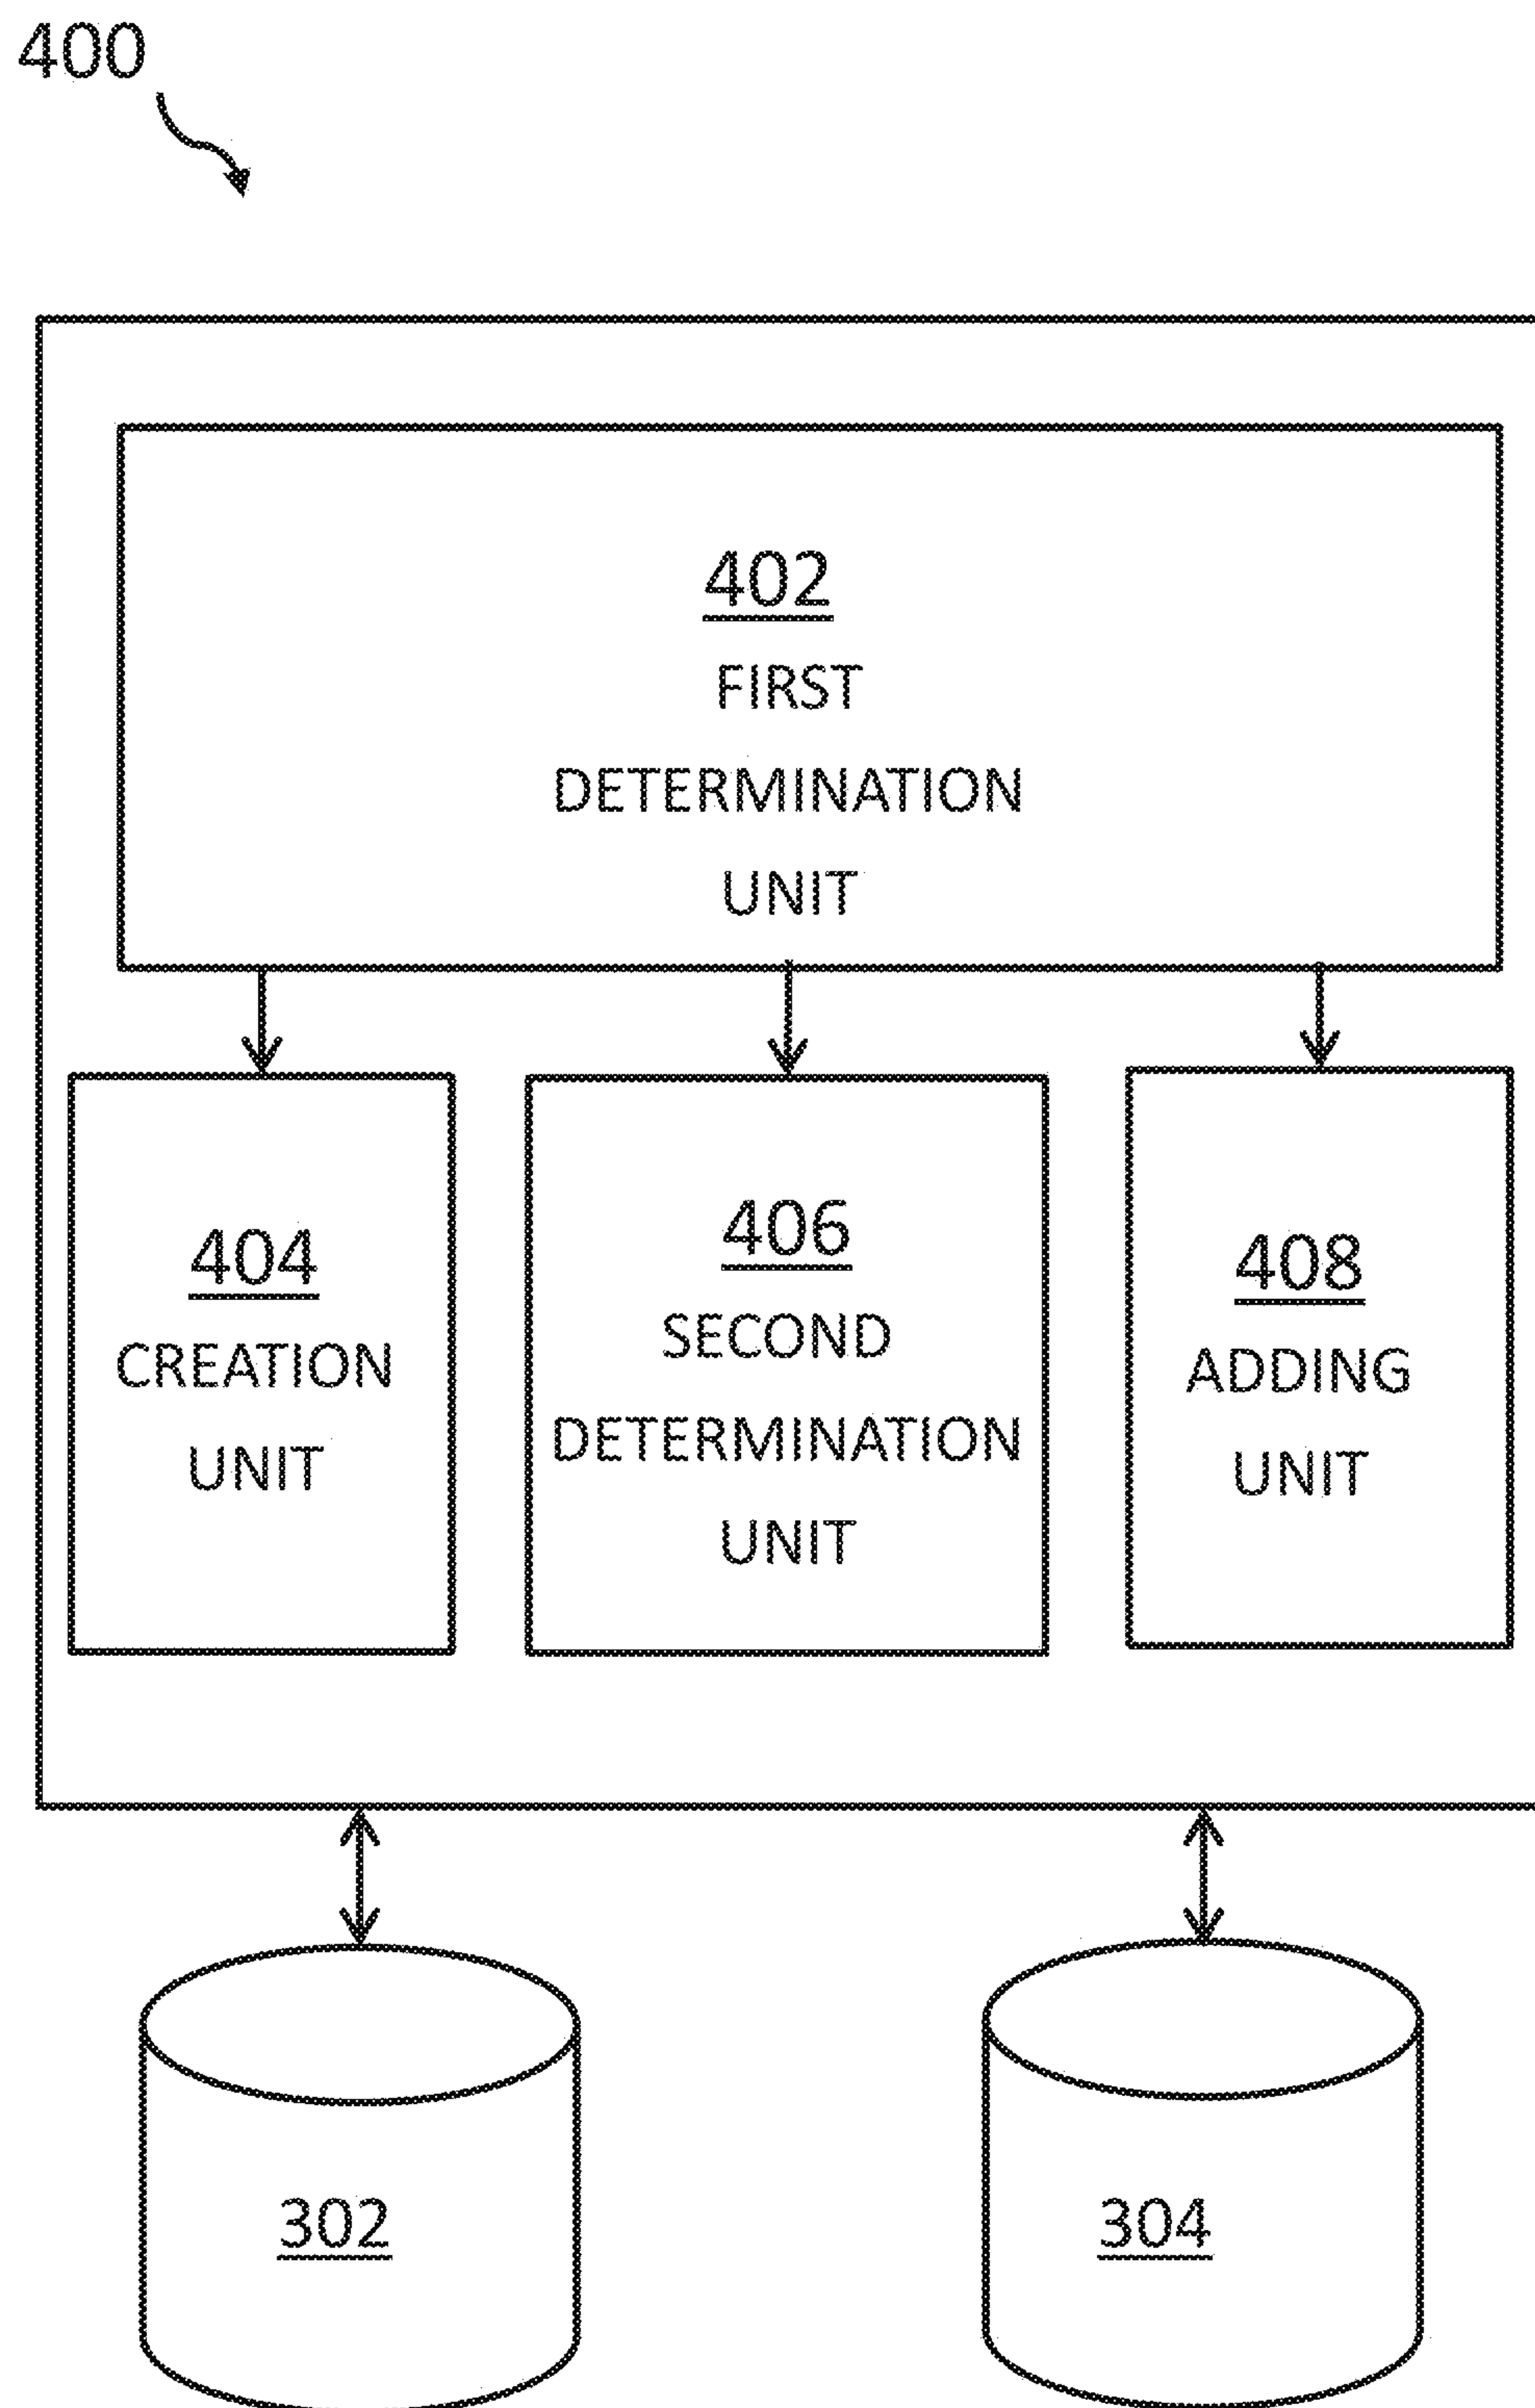 400
402
FIRST
DETERMINATION
UNIT
404
CREATION
UNIT
406
SECOND
DETERMINATION
UNIT
408
ADDING
UNIT
302
304